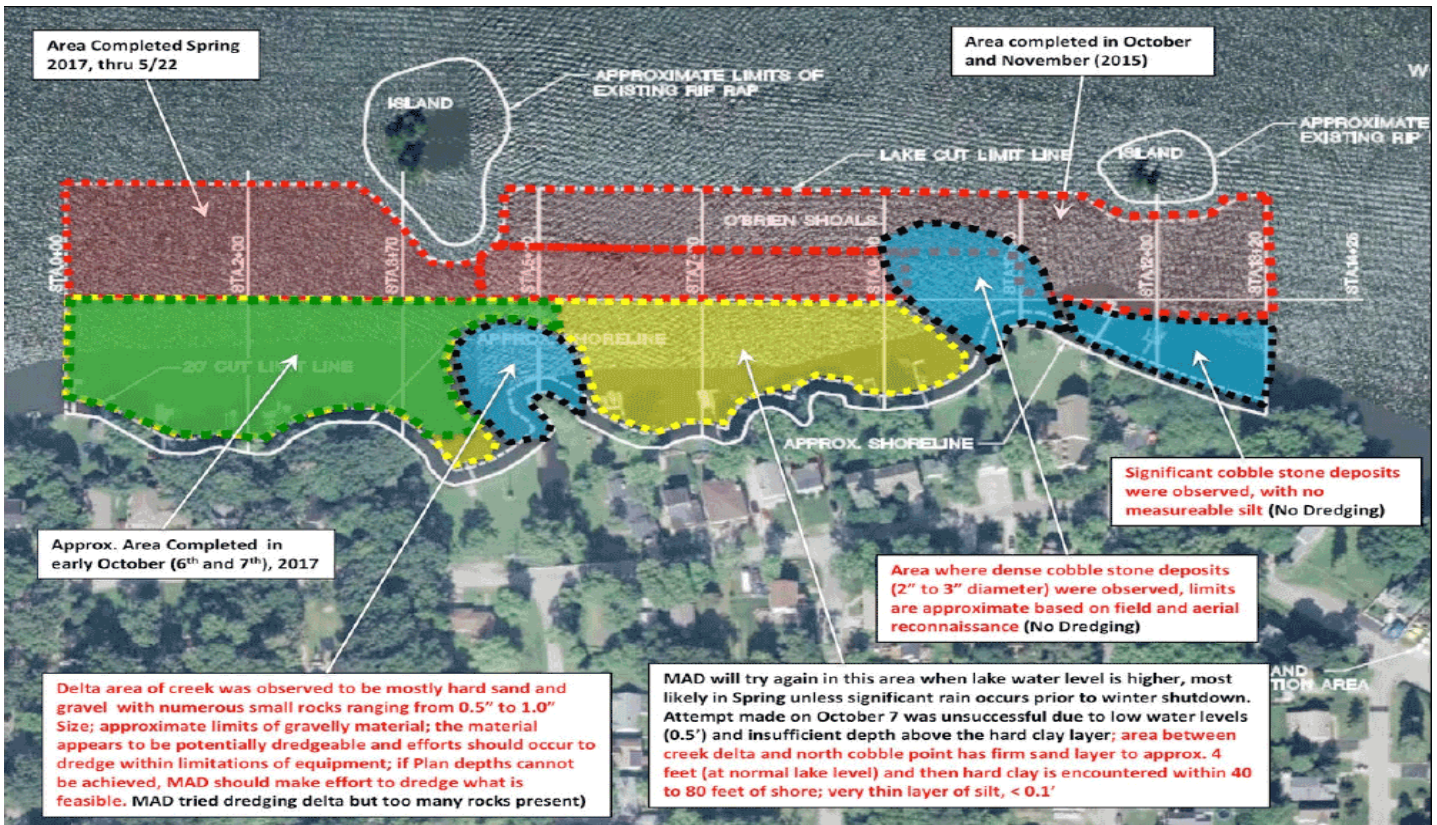 Area Completed Spring
2017, thru 5/22
Area completed in October
and November (2015)
W
APPROXIMATE LIMITS OF
EXISTING RIP RAP
ISLAND
APPROXIMATE
EXISTING RIP
LAKE CUT LIMIT LINE
ISLAND
O'BRIEN SHOALS
STA.0+00
STA.14+26
APPROX. SHORELINE
20' CUT LIMIT LINE
APPROX. SHORELINE
Significant cobble stone deposits
were observed, with no
measureable silt (No Dredging)
Approx. Area Completed in
early October (6th and 7th), 2017
Area where dense cobble stone deposits
(2" to 3" diameter) were observed, limits
are approximate based on field and aerial
reconnaissance (No Dredging)
AND
TION AREA
Delta area of creek was observed to be mostly hard sand and
gravel with numerous small rocks ranging from 0.5" to 1.0"
Size; approximate limits of gravelly material; the material
appears to be potentially dredgeable and efforts should occur to
dredge within limitations of equipment; if Plan depths cannot
be achieved, MAD should make effort to dredge what is
feasible. MAD tried dredging delta but too many rocks present)
MAD will try again in this area when lake water level is higher, most
likely in Spring unless significant rain occurs prior to winter shutdown.
Attempt made on October 7 was unsuccessful due to low water levels
(0.5') and insufficient depth above the hard clay layer; area between
creek delta and north cobble point has firm sand layer to approx. 4
feet (at normal lake level) and then hard clay is encountered within 40
to 80 feet of shore; very thin layer of silt, < 0.1'